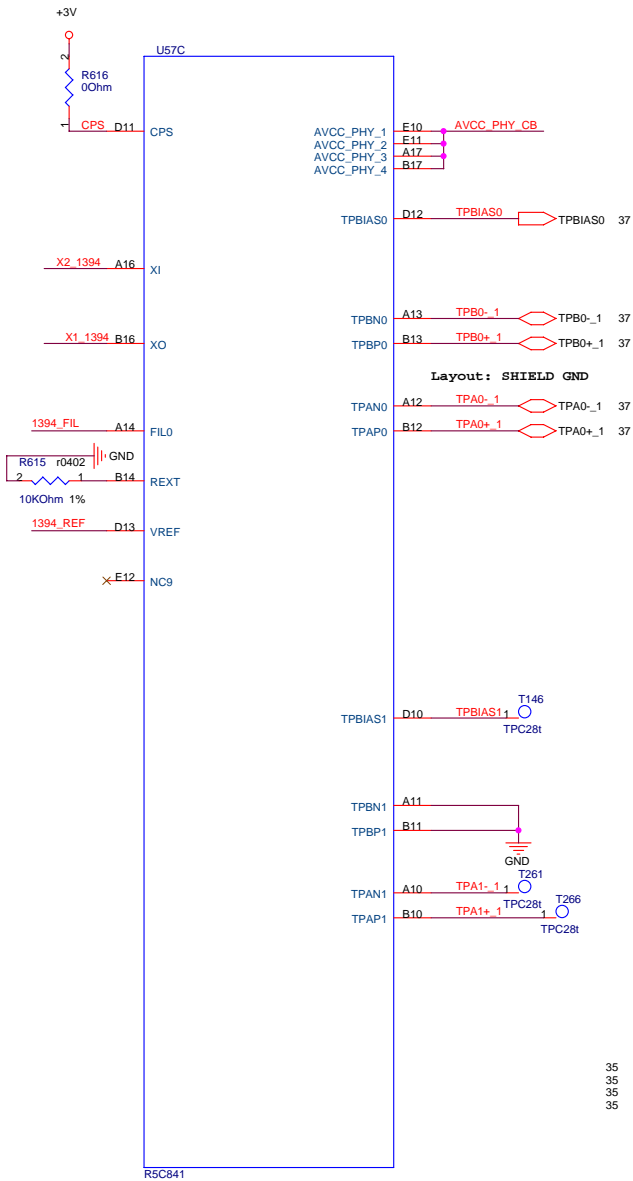 +3V
U57C
2
R616
0Ohm
1
CPS D11 CPS
AVCC_PHY_1 E10 AVCC_PHY_CB
AVCC_PHY_2 E11
AVCC_PHY_3 A17
AVCC_PHY_4 B17
TPBIAS0 D12 TPBIAS0 TPBIAS0 37
X2_1394 A16 XI
TPBN0 A13 TPB0-_1 TPB0-_1 37
X1_1394 B16 XO
TPBP0 B13 TPB0+_1 TPB0+_1 37
Layout: SHIELD GND
TPAN0 A12 TPA0-_1 TPA0-_1 37
1394_FIL A14 FIL0
TPAP0 B12 TPA0+_1 TPA0+_1 37
GND
R615 r0402
2 1 B14 REXT
10KOhm 1%
1394_REF D13 VREF
E12 NC9
T146
TPBIAS1 D10 TPBIAS1 1
TPC28t
TPBN1 A11
TPBP1 B11
GND
T261
TPAN1 A10 TPA1-_1 1
TPC28t
T266
TPAP1 B10 TPA1+_1 1
TPC28t
35
35
35
35
R5C841